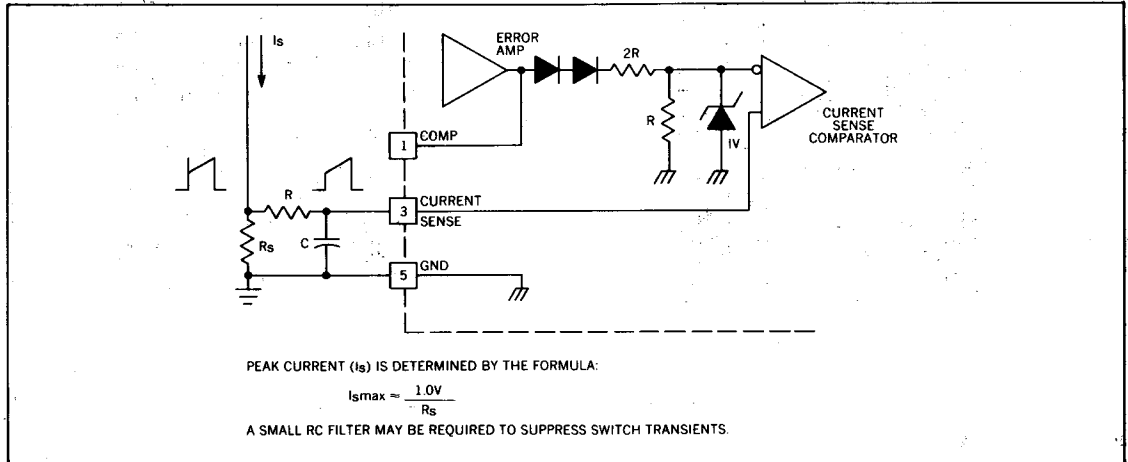 Is
ERROR
AMP
2R
R
1V
CURRENT
SENSE
COMPARATOR
1 COMP
R
3 CURRENT
SENSE
Rs
C
5 GND
PEAK CURRENT (Is) IS DETERMINED BY THE FORMULA:
Ismax ≈ 1.0V
Rs
A SMALL RC FILTER MAY BE REQUIRED TO SUPPRESS SWITCH TRANSIENTS.